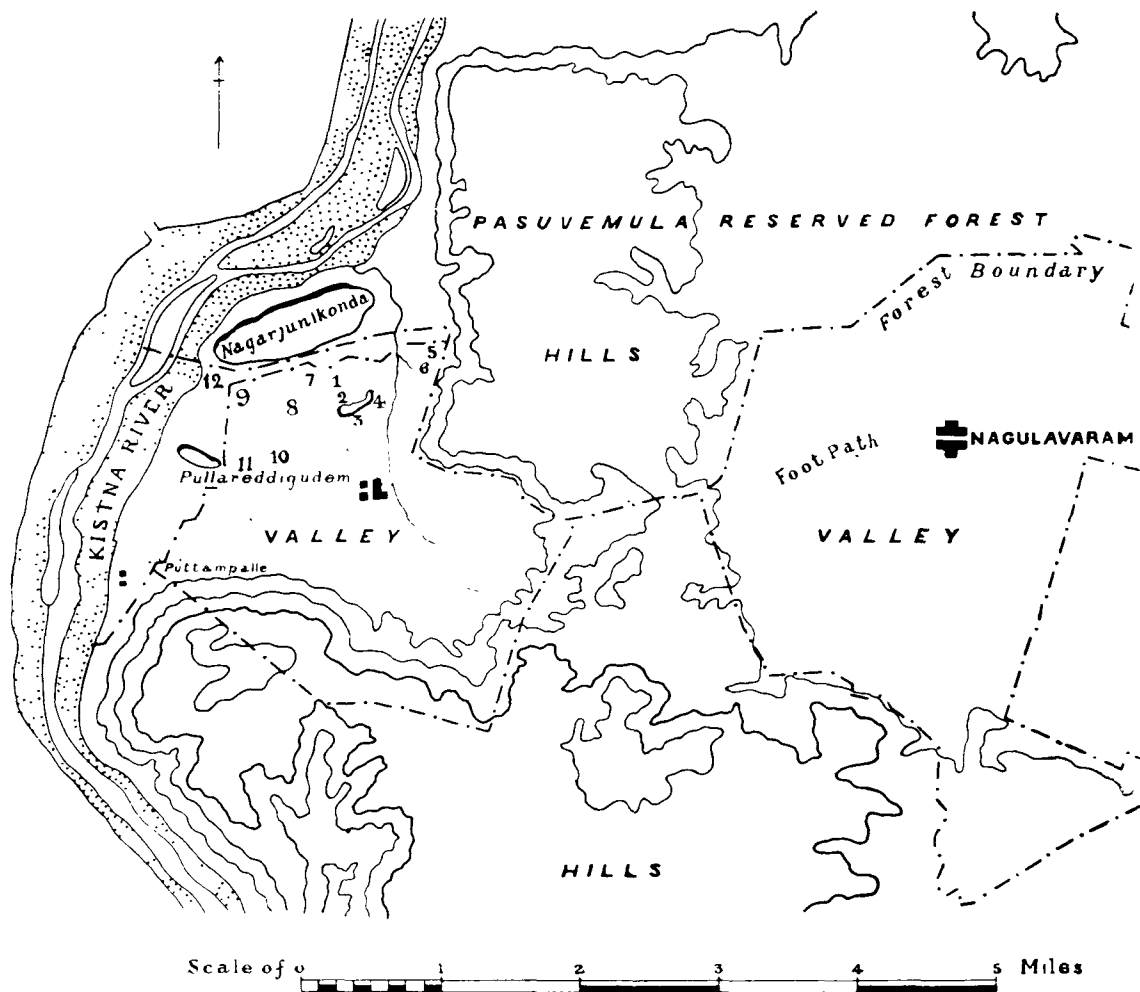 PASUVEMULA RESERVED FOREST
Forest Boundary
Nagarjunikonda
HILLS
5
6
12
9
7
1
8
2
4
3
KISTNA RIVER
Foot Path
NAGULAVARAM
11
10
Pullareddigudem
VALLEY
VALLEY
Puttampalle
HILLS
Scale of 0 1 2 3 4 5 Miles